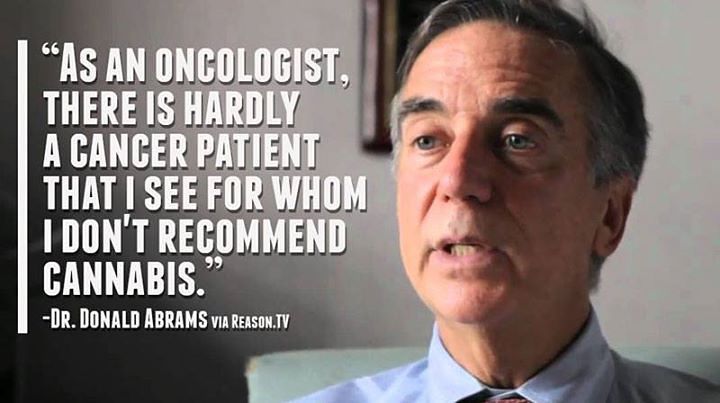 “AS AN ONCOLOGIST,
THERE IS HARDLY
A CANCER PATIENT
THAT I SEE FOR WHOM
I DON'T RECOMMEND
CANNABIS.”
-DR. DONALD ABRAMS VIA REASON.TV